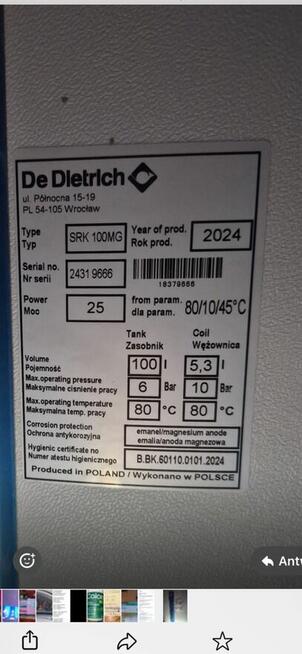 De Dietrich
ul. Północna 15-19
PL 54-105 Wrocław
Type
Typ
SRK 100MG
Year of prod.
Rok prod.
2024
Serial no.
Nr serii
2431 9666
18379666
Power
Moc
25
from param.
dla param.
80/10/45°C
Tank
Zasobnik
Coil
Wężownica
Volume
Pojemność
100 l
5,3 l
Max.operating pressure
Maksymalne cisnienie pracy
6 Bar
10 Bar
Max.operating temperature
Maksymalna temp. pracy
80 °C
80 °C
Corrosion protection
Ochrona antykorozyjna
emanel/magnesium anode
emalia/anoda magnezowa
Hygienic certificate no
Numer atestu higienicznego
B.BK.60110.0101.2024
Produced in POLAND / Wykonano w POLSCE